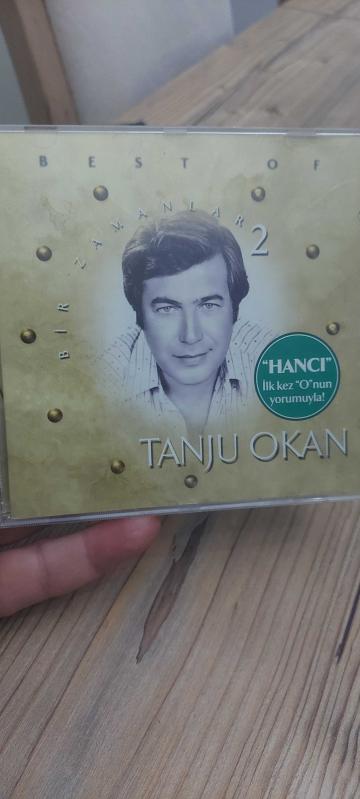 BEST OF
BİR ZAMANLAR
2
"HANCI"
İlk kez "O"nun
yorumuyla!
TANJU OKAN